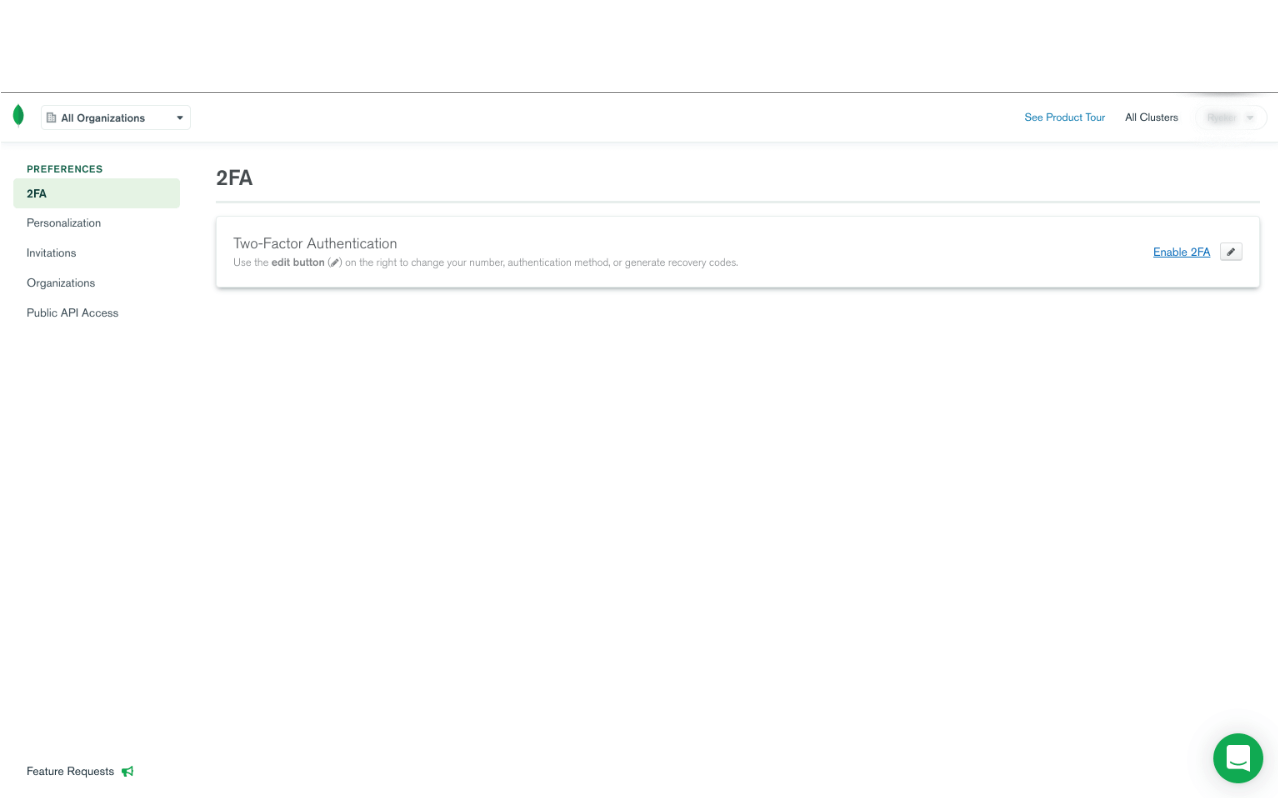 All Organizations
See Product Tour
All Clusters
PREFERENCES
2FA
Personalization
Invitations
Organizations
Public API Access
2FA
Two-Factor Authentication
Use the edit button () on the right to change your number, authentication method, or generate recovery codes.
Enable 2FA
Feature Requests